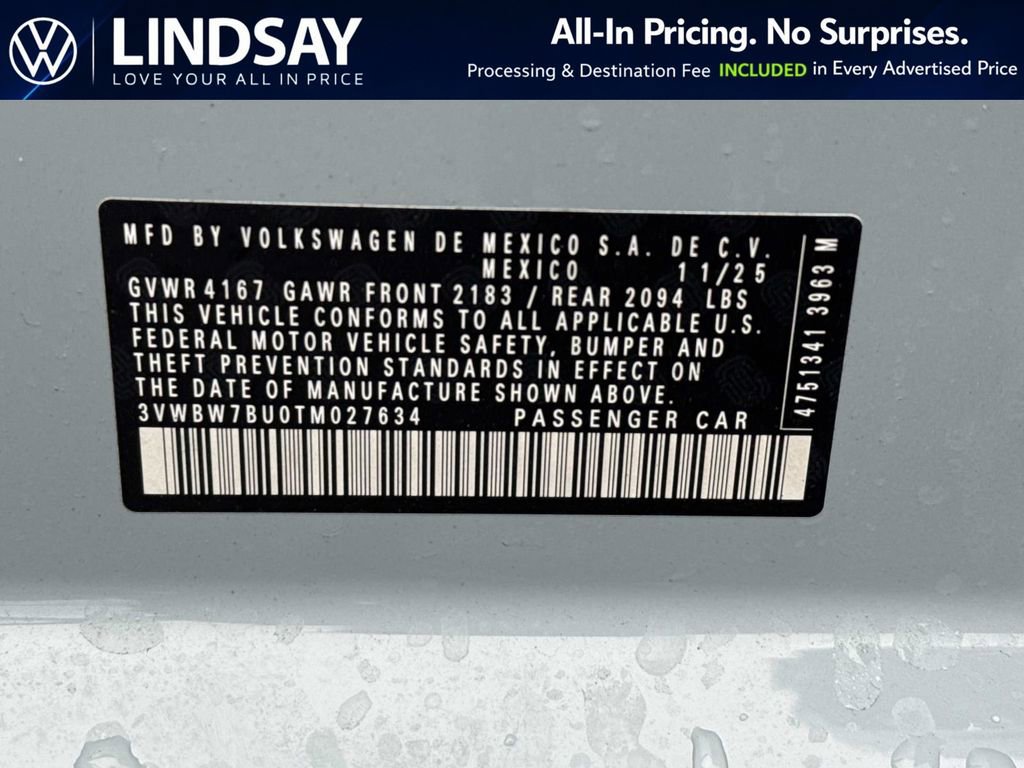 LINDSAY
LOVE YOUR ALL IN PRICE
All-In Pricing. No Surprises.
Processing & Destination Fee INCLUDED in Every Advertised Price
MFD BY VOLKSWAGEN DE MEXICO S.A. DE C.V.
MEXICO 11/25
GVWR 4167 GAWR FRONT 2183 / REAR 2094 LBS
THIS VEHICLE CONFORMS TO ALL APPLICABLE U.S.
FEDERAL MOTOR VEHICLE SAFETY, BUMPER AND
THEFT PREVENTION STANDARDS IN EFFECT ON
THE DATE OF MANUFACTURE SHOWN ABOVE.
3VWBW7BU0TM027634 PASSENGER CAR
4751341 3963 M